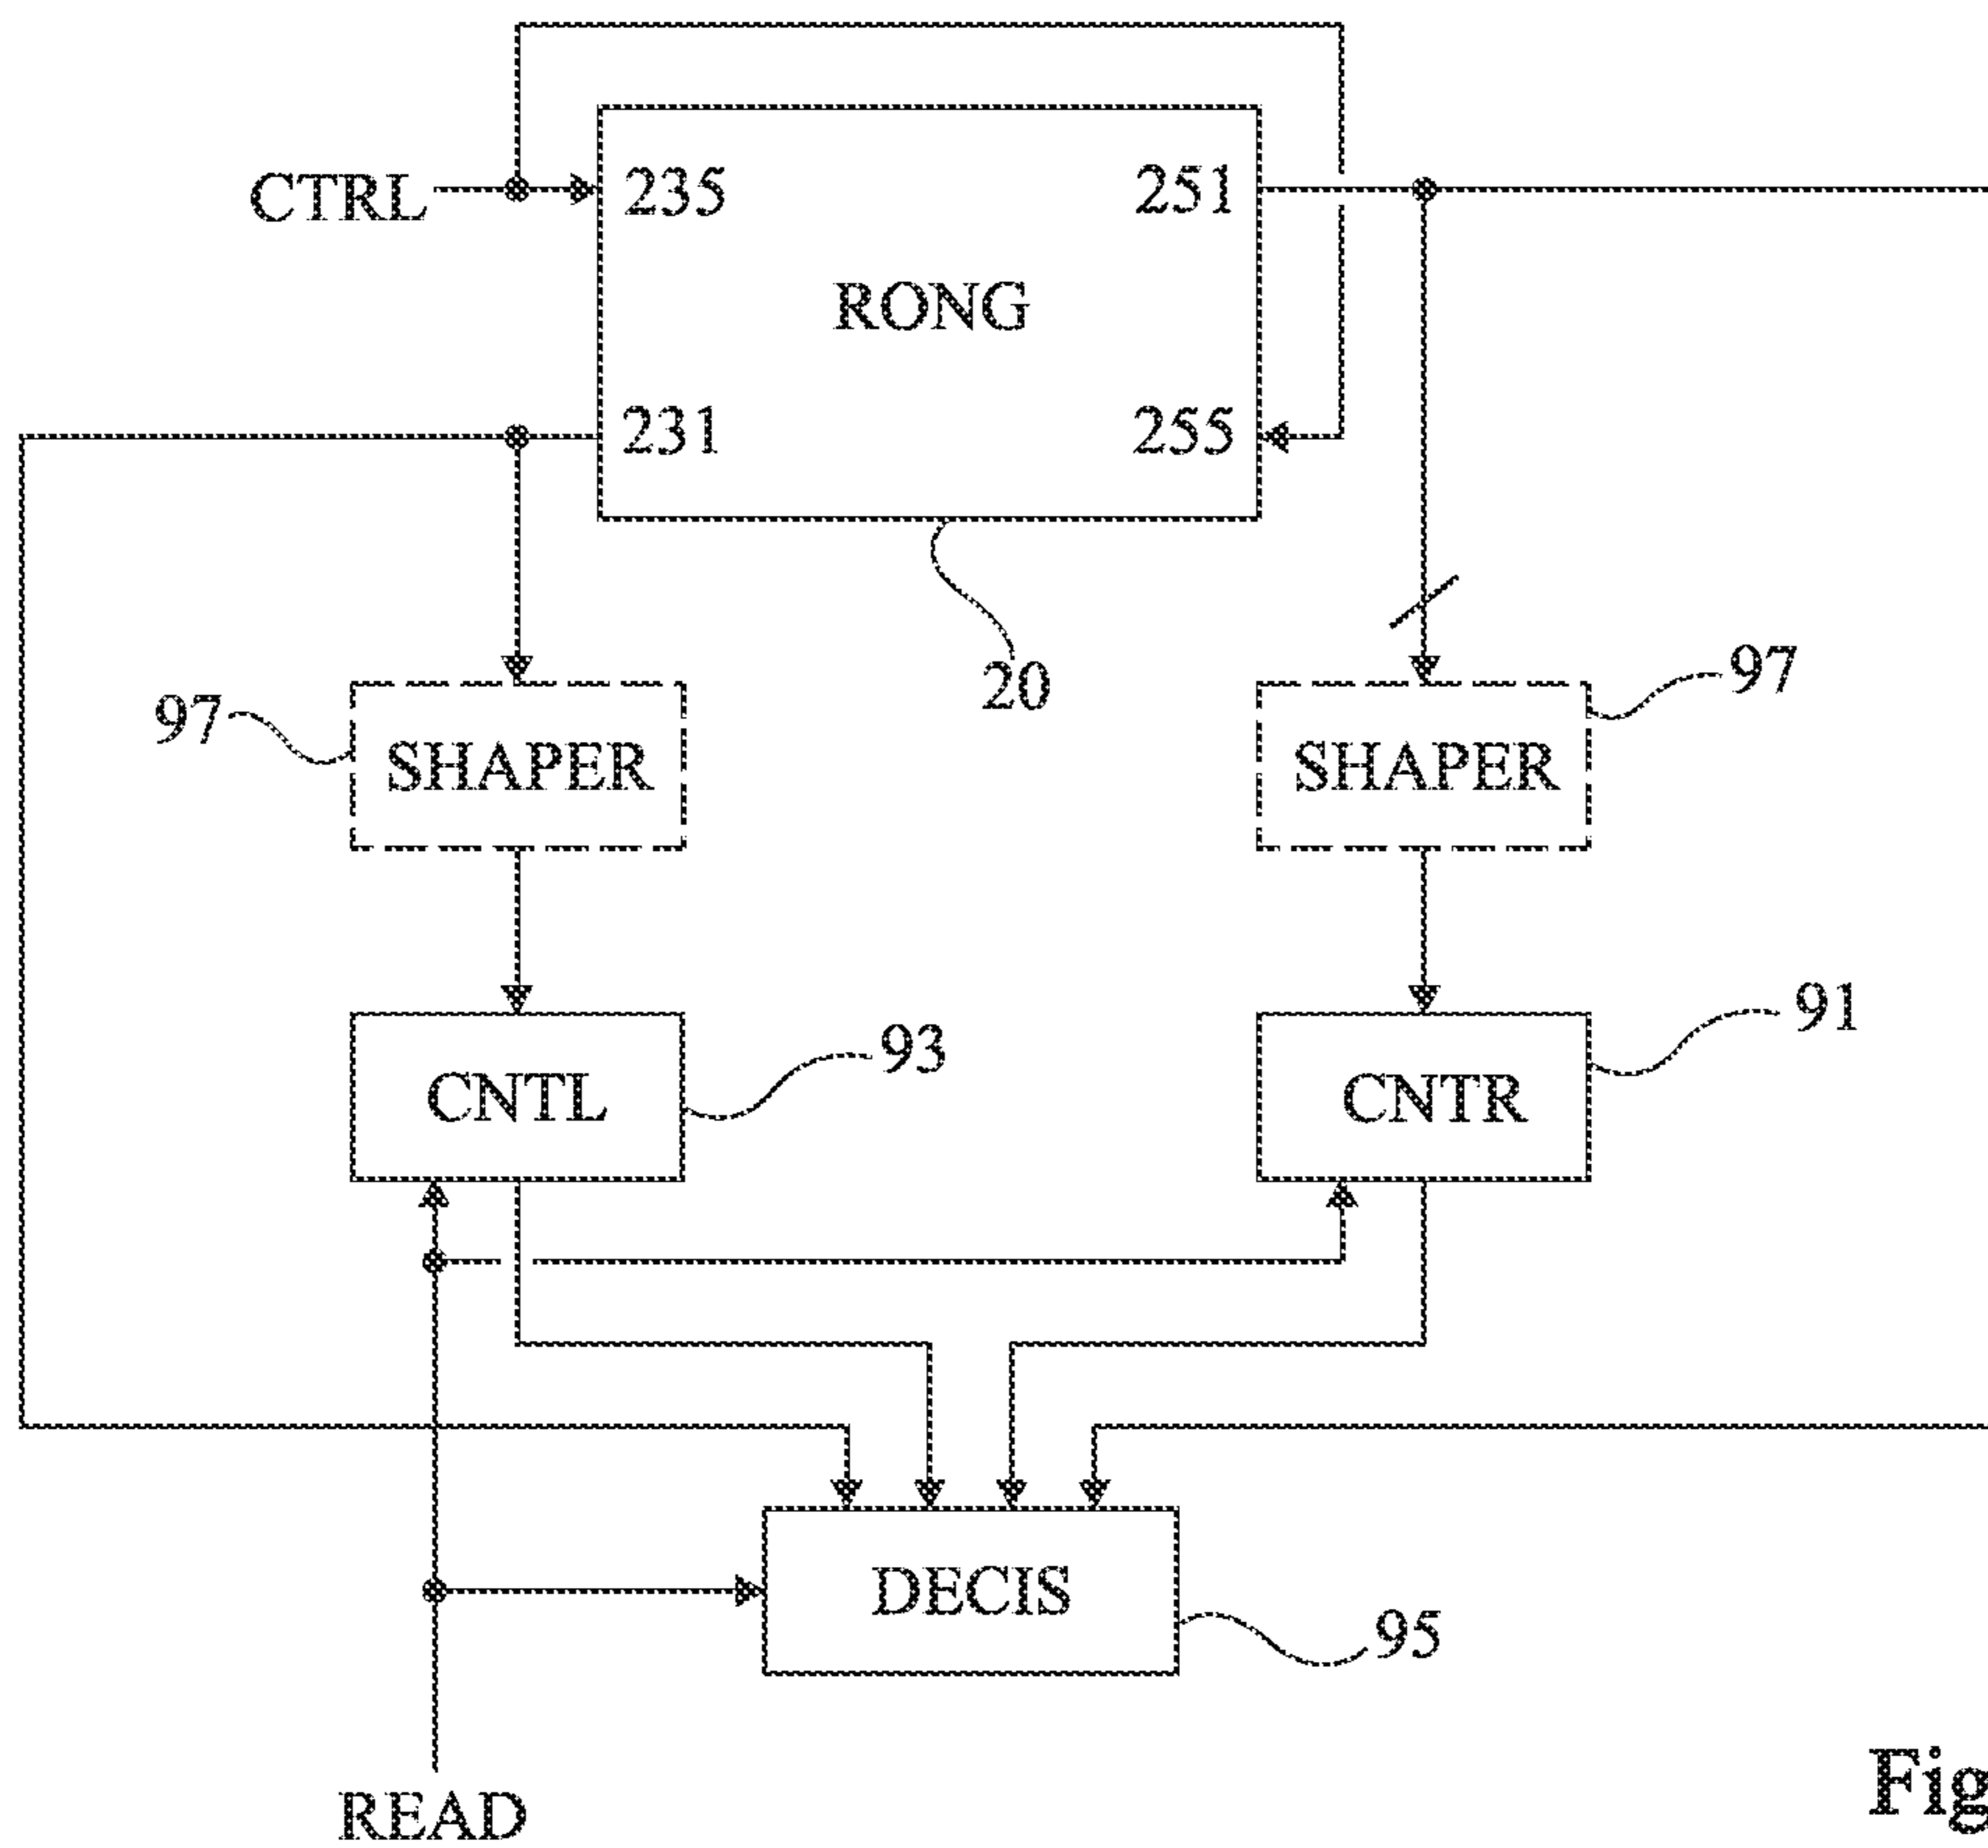 CTRL
235
251
RONG
231
255
20
97
SHAPER
SHAPER
97
CNTL
93
CNTR
91
DECIS
95
READ
Fig